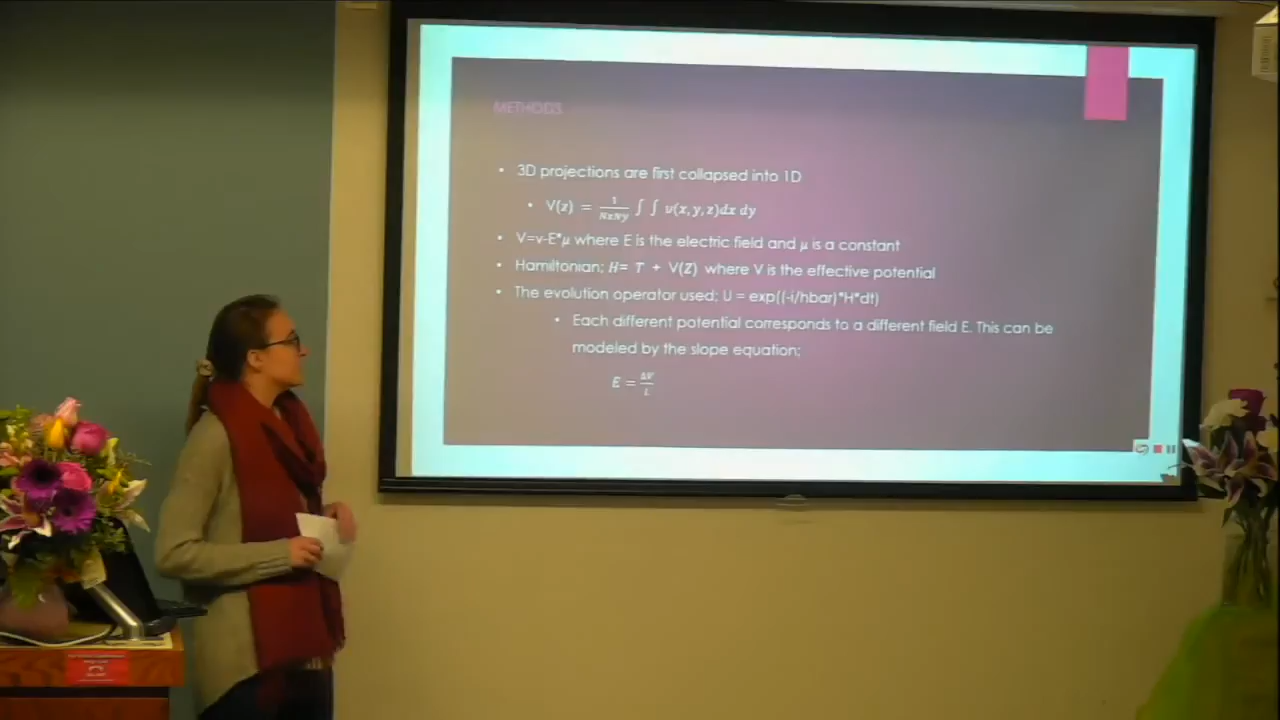 METHODS
• 3D projections are first collapsed into 1D
• V(z) = 1/NxNy ∫ ∫ v(x, y, z)dx dy
• V=v-E*μ where E is the electric field and μ is a constant
• Hamiltonian; H= T + V(Z) where V is the effective potential
• The evolution operator used; U = exp((-i/hbar)*H*dt)
• Each different potential corresponds to a different field E. This can be
modeled by the slope equation;
E = ΔV/L